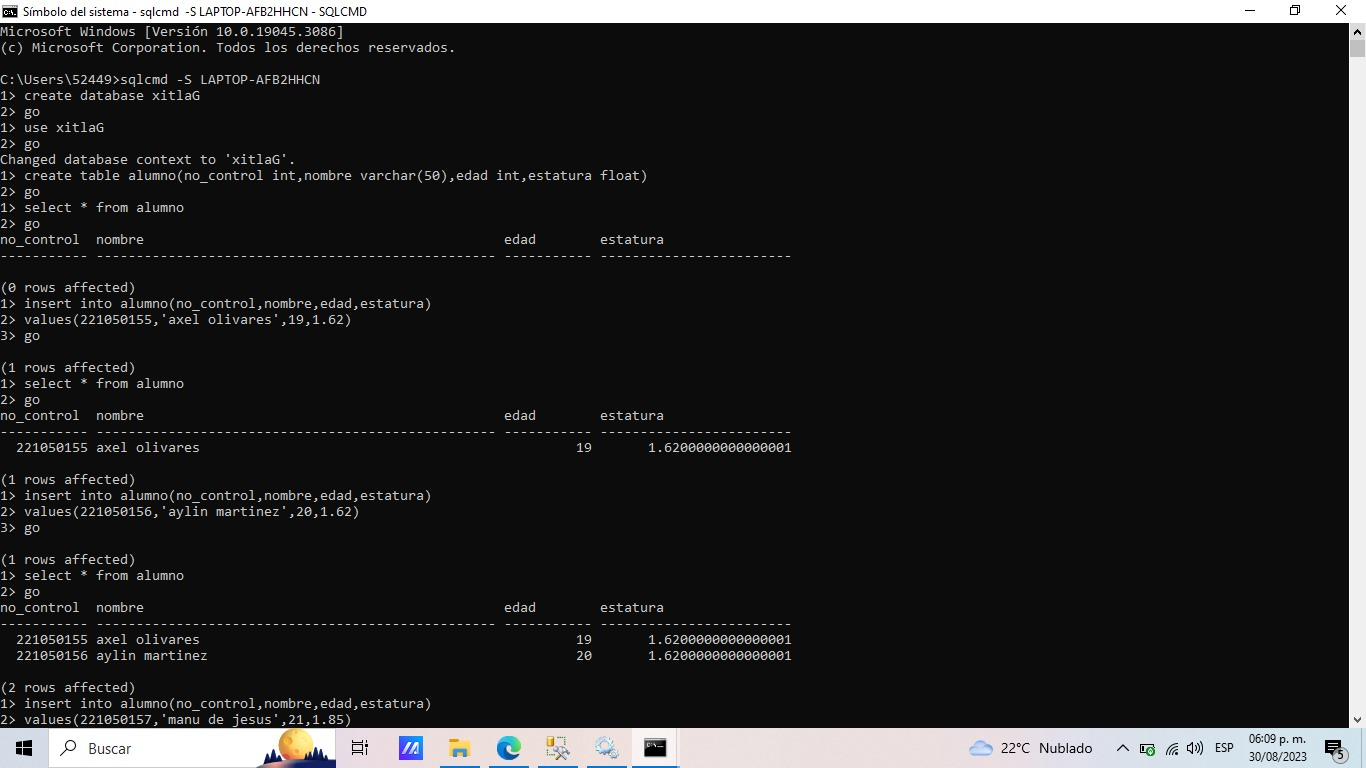 Símbolo del sistema - sqlcmd  -S LAPTOP-AFB2HHCN - SQLCMD
Microsoft Windows [Versión 10.0.19045.3086]
(c) Microsoft Corporation. Todos los derechos reservados.
C:\Users\52449>sqlcmd -S LAPTOP-AFB2HHCN
1> create database xitlaG
2> go
1> use xitlaG
2> go
Changed database context to 'xitlaG'.
1> create table alumno(no_control int,nombre varchar(50),edad int,estatura float)
2> go
1> select * from alumno
2> go
no_control  nombre                                             edad        estatura
----------- -------------------------------------------------- ----------- ------------------------
(0 rows affected)
1> insert into alumno(no_control,nombre,edad,estatura)
2> values(221050155,'axel olivares',19,1.62)
3> go
(1 rows affected)
1> select * from alumno
2> go
no_control  nombre                                             edad        estatura
----------- -------------------------------------------------- ----------- ------------------------
  221050155 axel olivares                                               19       1.6200000000000001
(1 rows affected)
1> insert into alumno(no_control,nombre,edad,estatura)
2> values(221050156,'aylin martinez',20,1.62)
3> go
(1 rows affected)
1> select * from alumno
2> go
no_control  nombre                                             edad        estatura
----------- -------------------------------------------------- ----------- ------------------------
  221050155 axel olivares                                               19       1.6200000000000001
  221050156 aylin martinez                                              20       1.6200000000000001
(2 rows affected)
1> insert into alumno(no_control,nombre,edad,estatura)
2> values(221050157,'manu de jesus',21,1.85)
Buscar
22°C  Nublado
ESP
06:09 p. m.
30/08/2023
5